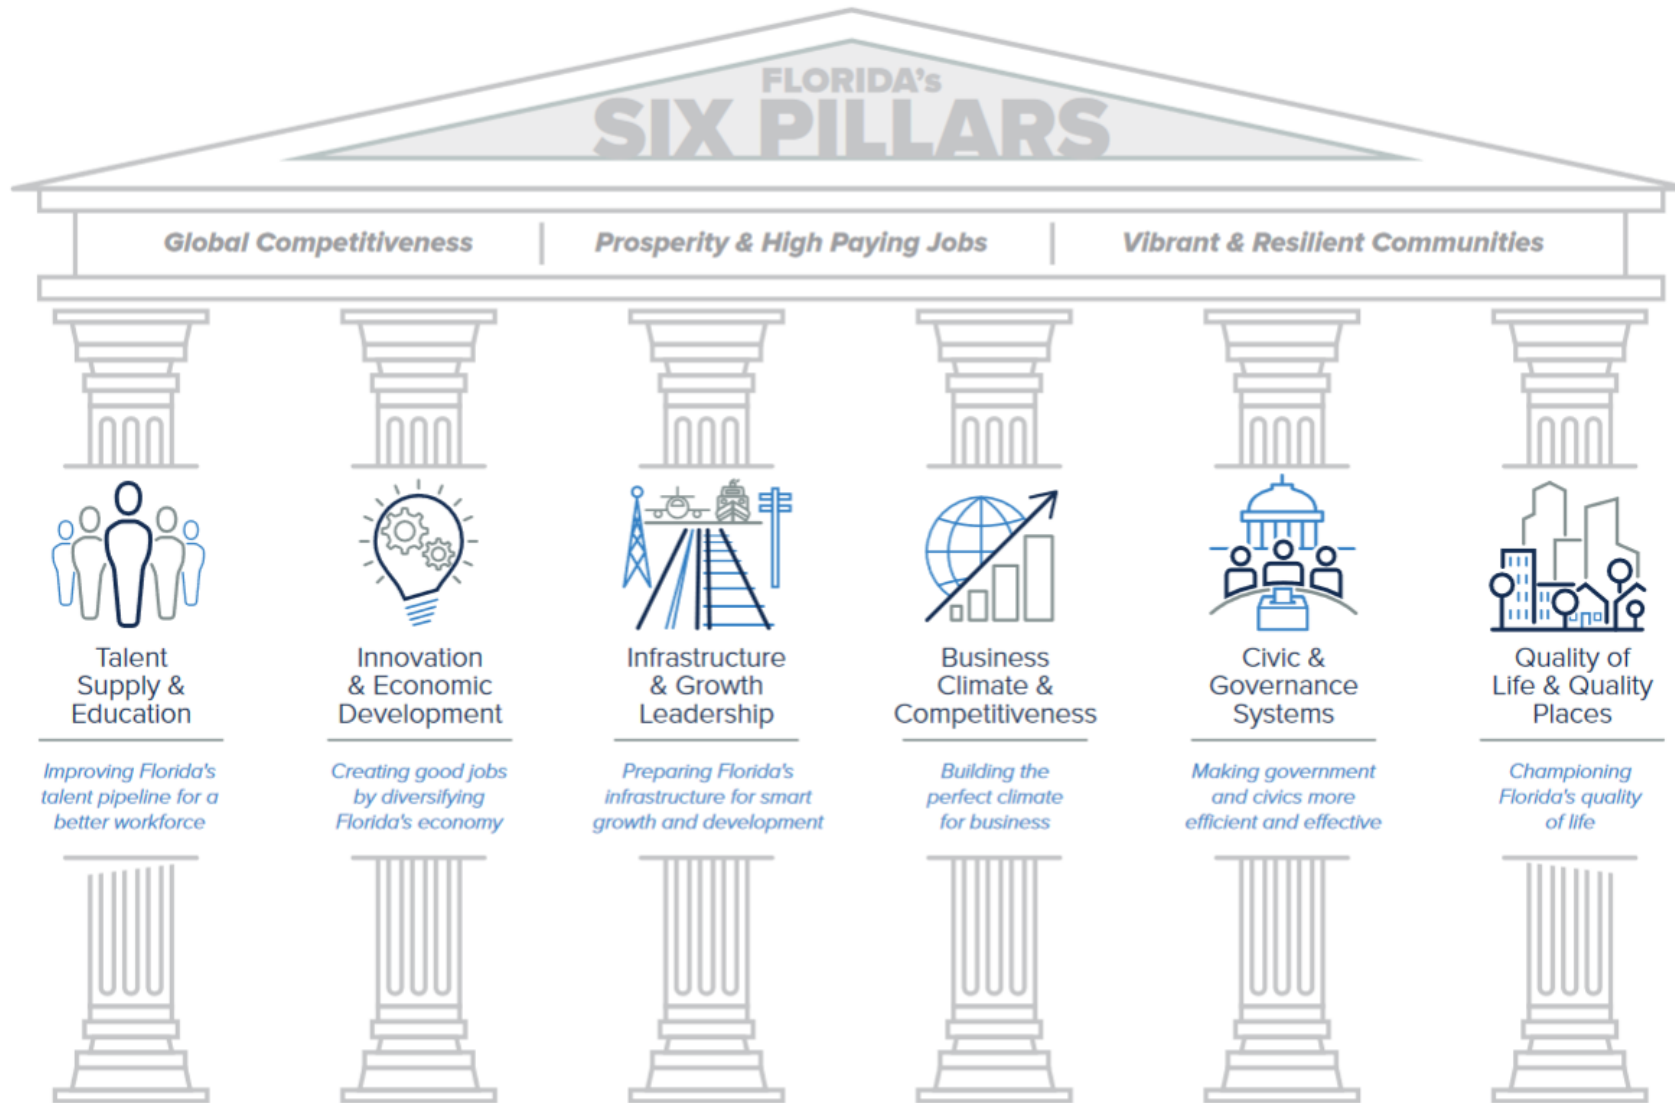 FLORIDA's
SIX PILLARS
Global Competitiveness
Prosperity & High Paying Jobs
Vibrant & Resilient Communities
Talent
Supply &
Education
Improving Florida's
talent pipeline for a
better workforce
Innovation
& Economic
Development
Creating good jobs
by diversifying
Florida's economy
Infrastructure
& Growth
Leadership
Preparing Florida's
infrastructure for smart
growth and development
Business
Climate &
Competitiveness
Building the
perfect climate
for business
Civic &
Governance
Systems
Making government
and civics more
efficient and effective
Quality of
Life & Quality
Places
Championing
Florida's quality
of life